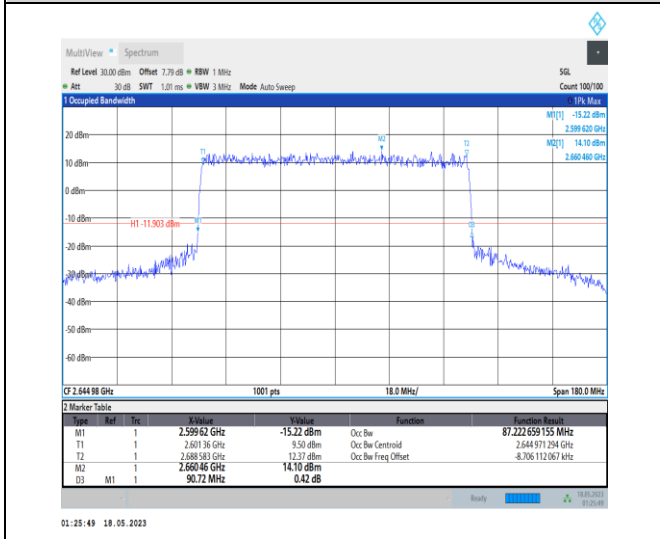 MultiView Spectrum
Ref Level 30.00 dBm Offset 7.79 dB RBW 1 MHz SGL
Att 30 dB SWT 1.01 ms VBW 3 MHz Mode Auto Sweep Count 100/100
1 Occupied Bandwidth 1Pk Max
M1[1] -15.22 dBm
2.599 620 GHz
M2[1] 14.10 dBm
2.660 460 GHz
20 dBm
M2
T1
T2
10 dBm
0 dBm
-10 dBm
H1 -11.903 dBm
M1
D3
-20 dBm
-30 dBm
-40 dBm
-50 dBm
-60 dBm
CF 2.644 98 GHz 1001 pts 18.0 MHz/ Span 180.0 MHz
2 Marker Table
Type Ref Trc X-Value Y-Value Function Function Result
M1 1 2.599 62 GHz -15.22 dBm Occ Bw 87.222 659 155 MHz
T1 1 2.601 36 GHz 9.50 dBm Occ Bw Centroid 2.644 971 294 GHz
T2 1 2.688 583 GHz 12.37 dBm Occ Bw Freq Offset -8.706 112 067 kHz
M2 1 2.660 46 GHz 14.10 dBm
D3 M1 1 90.72 MHz 0.42 dB
Ready 18.05.2023
01:25:49
01:25:49 18.05.2023